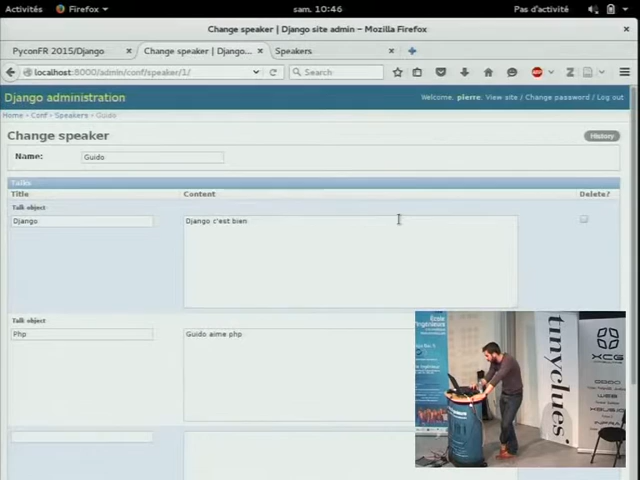 Activités Firefox sam. 10:46 Pas d'activité
Change speaker | Django site admin – Mozilla Firefox
PyconFR 2015/Django Change speaker | Django... Speakers
localhost:8000/admin/conf/speaker/1/ Search
Django administration Welcome, pierre. View site / Change password / Log out
Home › Conf › Speakers › Guido
Change speaker History
Name: Guido
Talks
Title Content Delete?
Talk object
Django Django c'est bien
Talk object
Php Guido aime php
École
d'ingénieurs
tinyclues
XCG